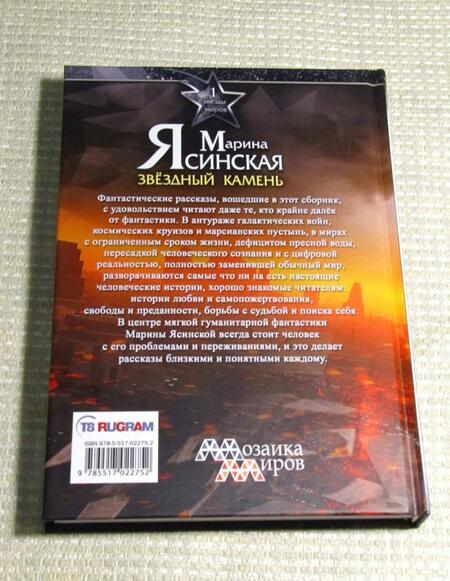 1
звезды
миров
Марина
Ясинская
ЗВЁЗДНЫЙ КАМЕНЬ
Фантастические рассказы, вошедшие в этот сборник,
с удовольствием читают даже те, кто крайне далёк
от фантастики. В антураже галактических войн,
космических круизов и марсианских пустынь, в мирах
с ограниченным сроком жизни, дефицитом пресной воды,
пересадкой человеческого сознания и с цифровой
реальностью, полностью заменившей обычный мир,
разворачиваются самые что ни на есть настоящие
человеческие истории, хорошо знакомые читателям:
истории любви и самопожертвования,
свободы и преданности, борьбы с судьбой и поиска себя.
В центре мягкой гуманитарной фантастики
Марины Ясинской всегда стоит человек
с его проблемами и переживаниями, и это делает
рассказы близкими и понятными каждому.
T8 RUGRAM
ISBN 978-5-517-02275-2
9 785517 022752
Мозаика
Миров